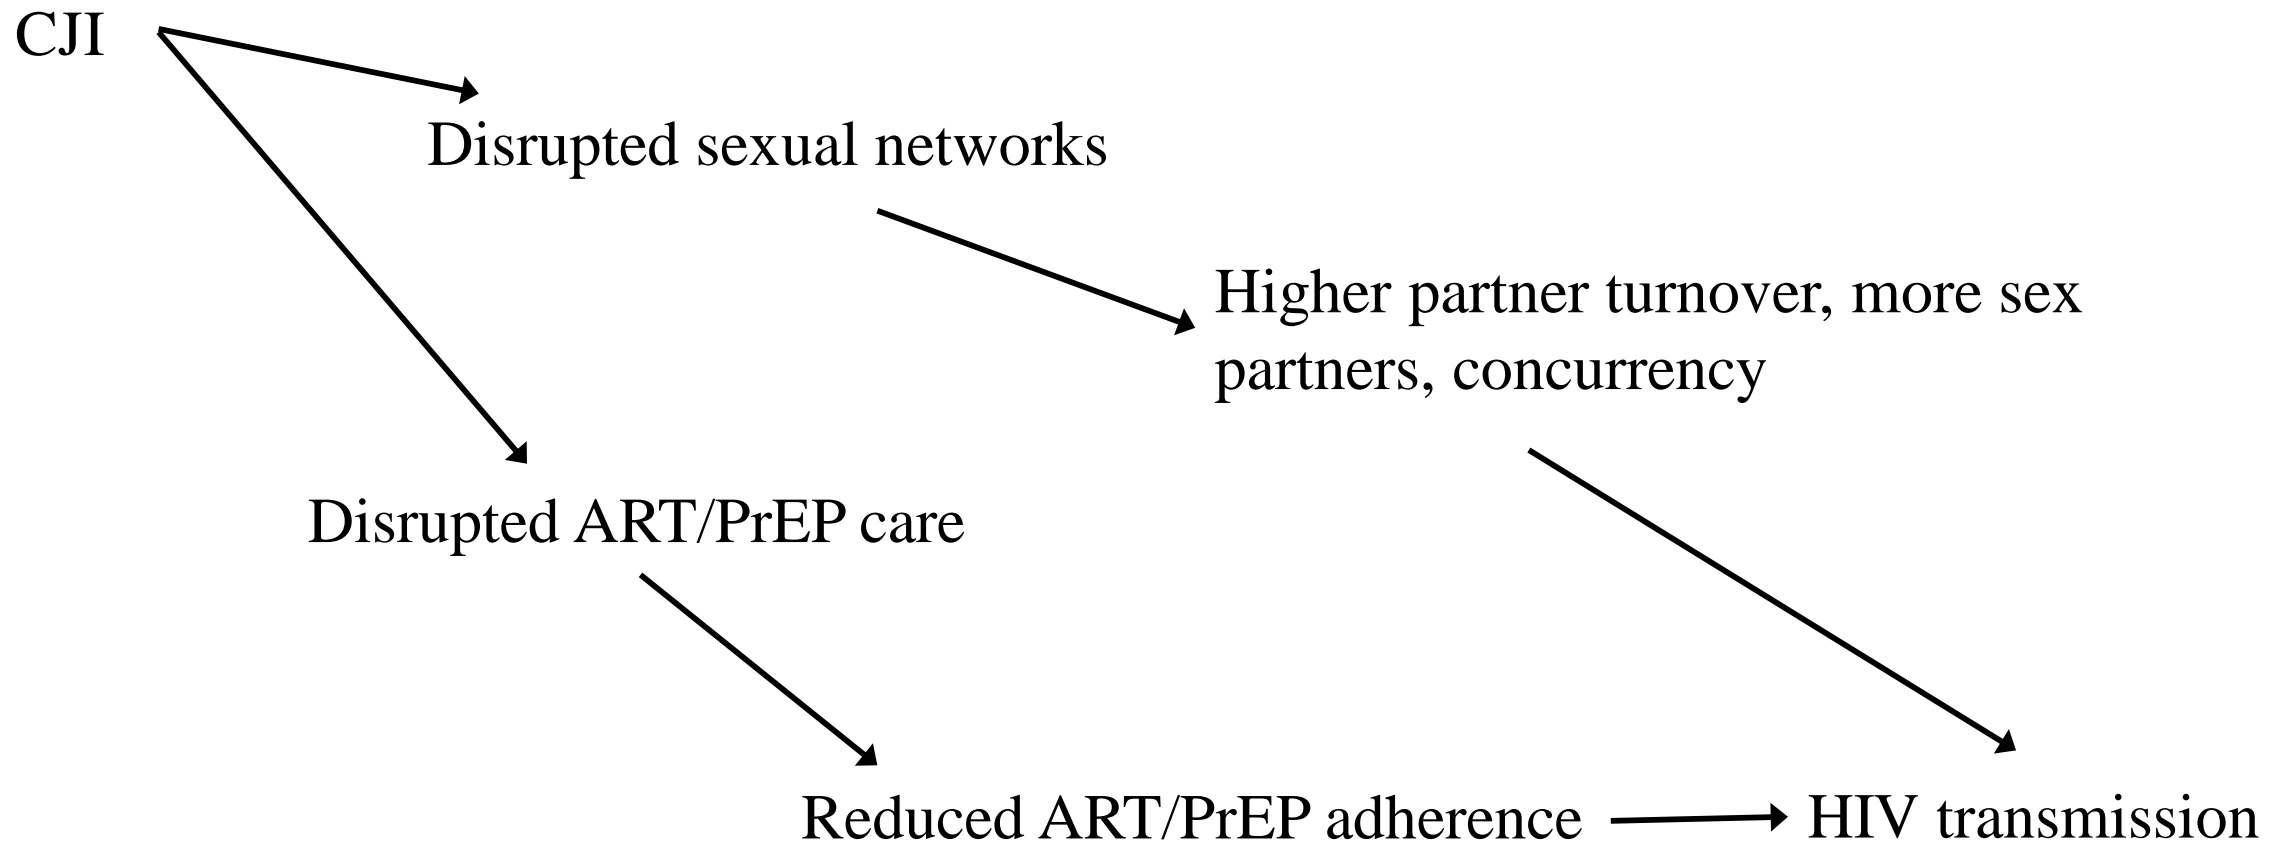 CJI
Disrupted sexual networks
Higher partner turnover, more sex
partners, concurrency
Disrupted ART/PrEP care
Reduced ART/PrEP adherence
HIV transmission